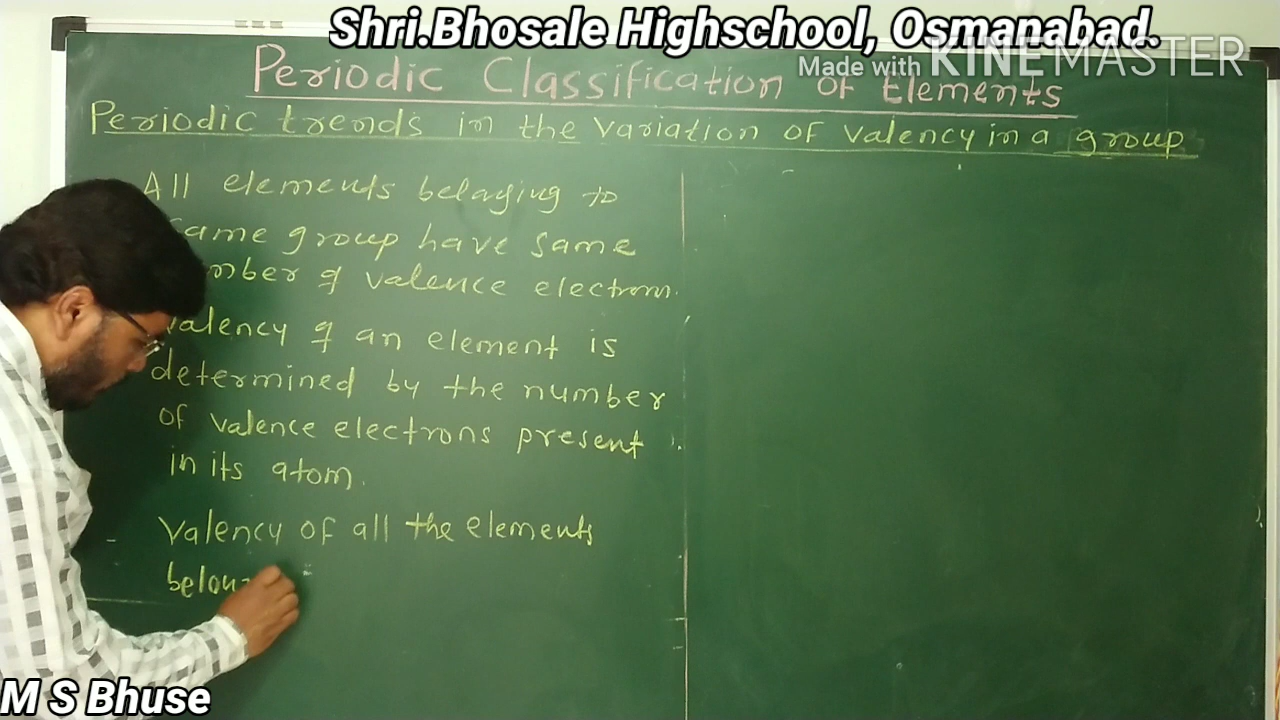 Shri.Bhosale Highschool, Osmanabad.
Made with KINEMASTER
Periodic Classification of Elements
Periodic trends in the variation of valency in a group
All elements belonging to
same group have same
number of valence electrons.
Valency of an element is
determined by the number
of valence electrons present
in its atom.
Valency of all the elements
belong
M S Bhuse